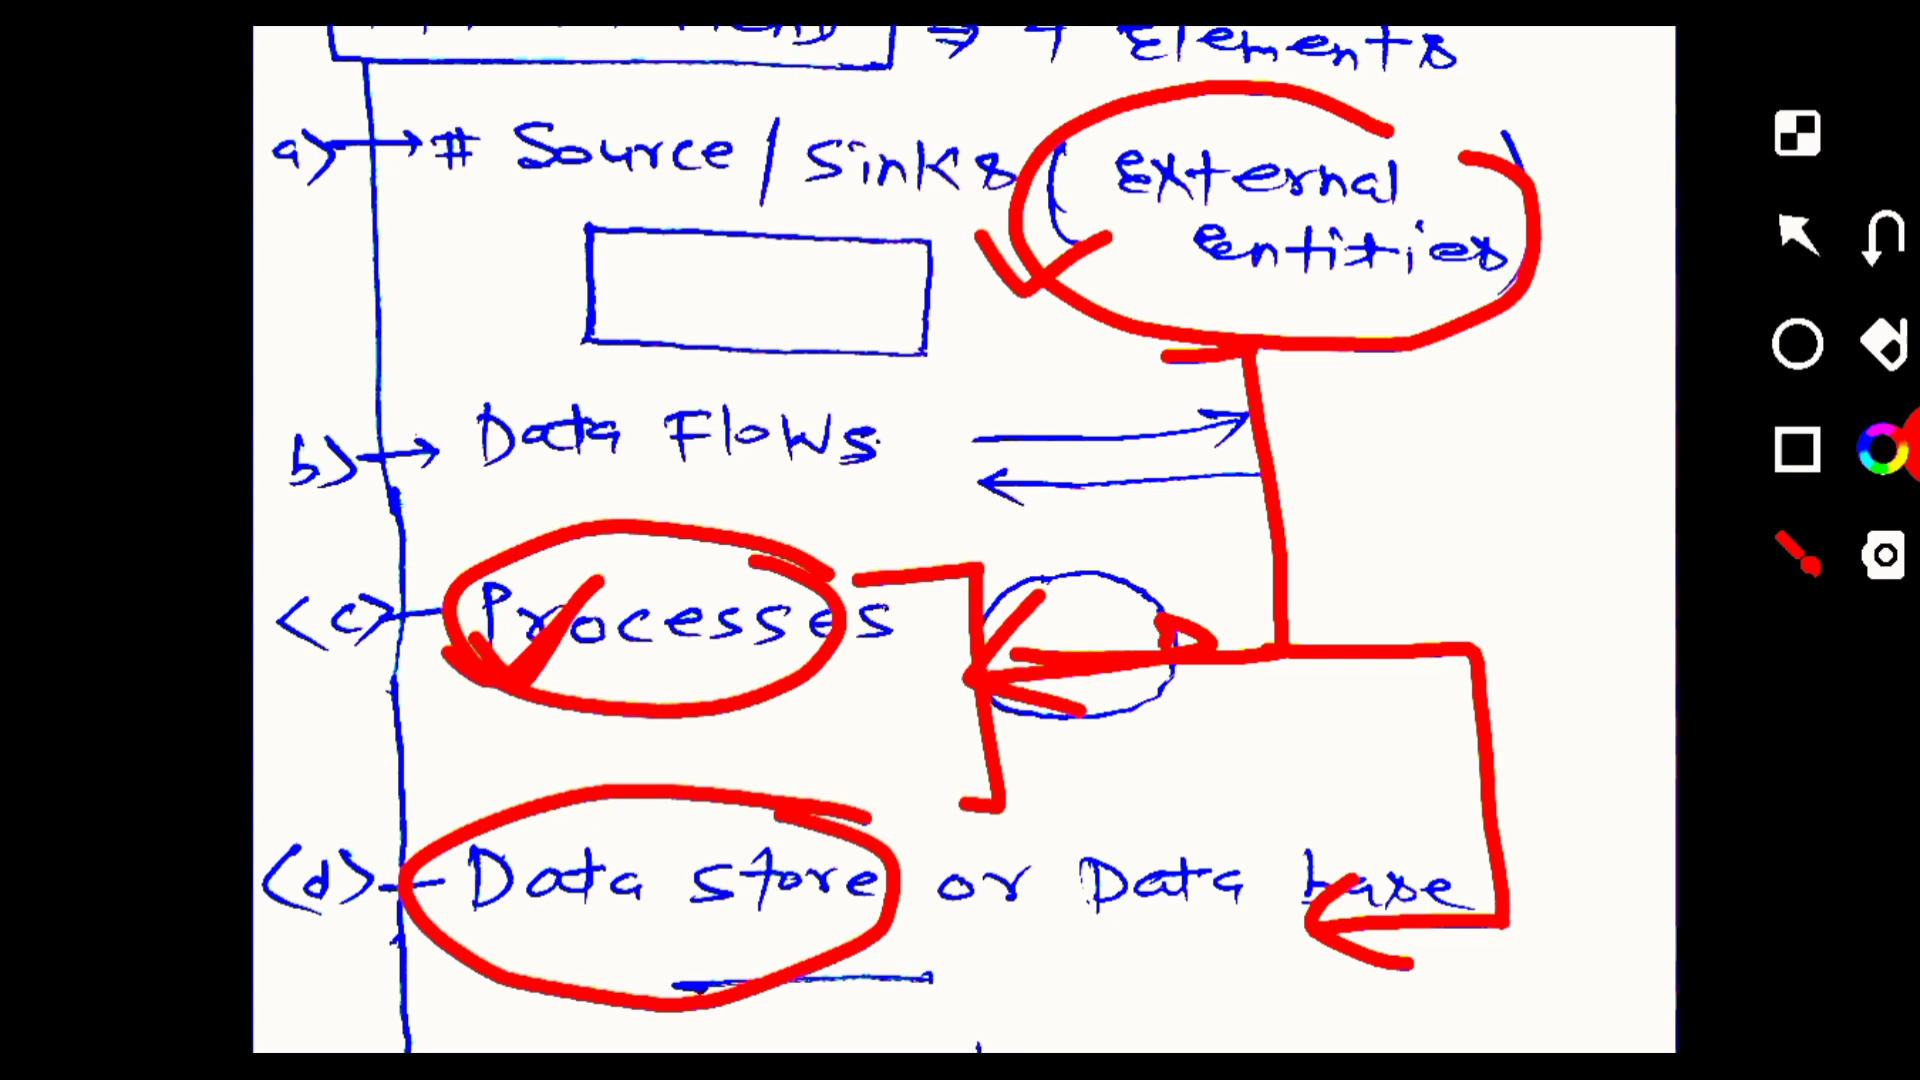 ⇒ 4 Elements
a) → # Source / Sinks (External
entities)
b) → Data Flows
(c) Processes
(d) - Data store or Data base